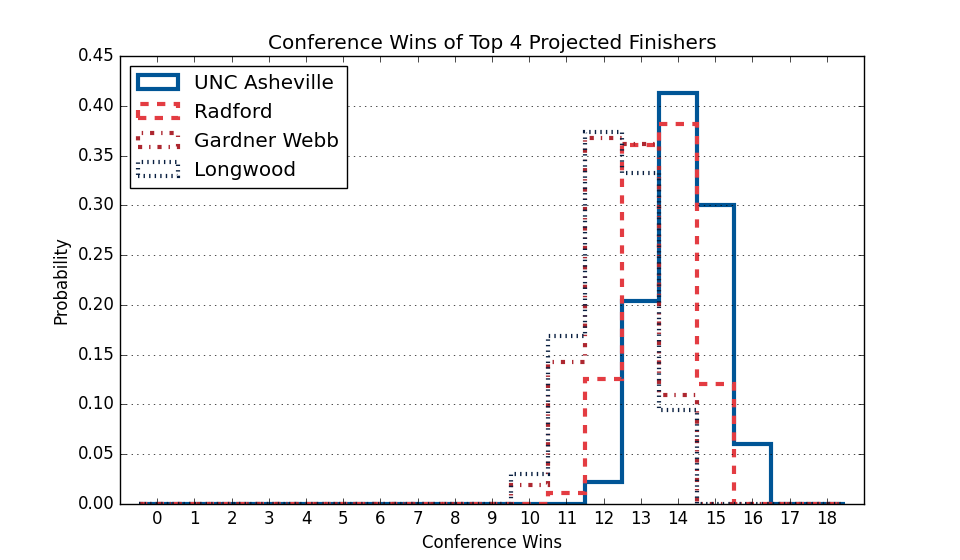 Conference Wins of Top 4 Projected Finishers
0.45
0.40
0.35
0.30
0.25
0.20
0.15
0.10
0.05
0.00
Probability
UNC Asheville
Radford
Gardner Webb
Longwood
0 1 2 3 4 5 6 7 8 9 10 11 12 13 14 15 16 17 18
Conference Wins